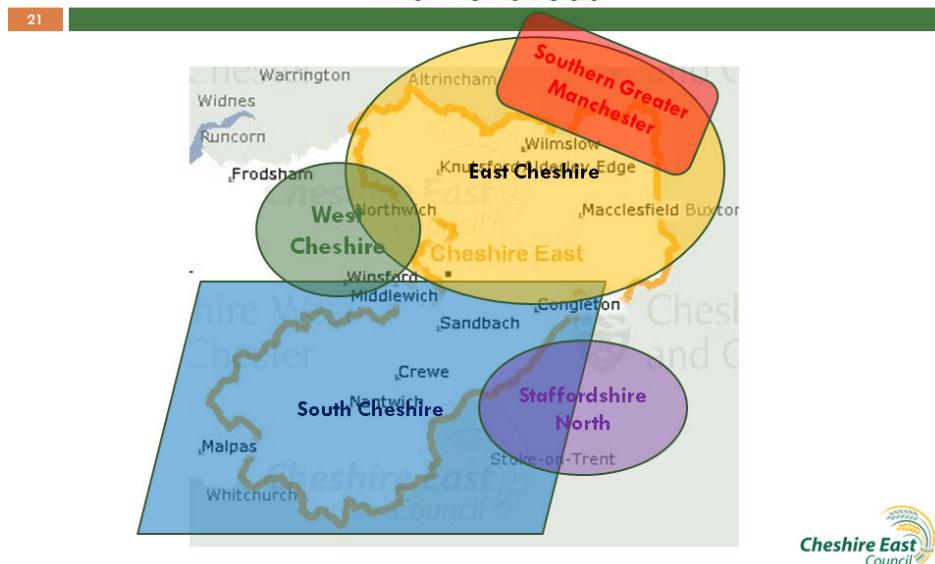 21
Warrington
Altrincham
Southern Greater
Manchester
Widnes
Runcorn
Wilmslow
Frodsham
Knutsford Alderley Edge
East Cheshire
Northwich
West
Cheshire
Macclesfield Buxton
Cheshire East
Winsford
Middlewich
Congleton
Sandbach
Crewe
Nantwich
South Cheshire
Staffordshire
North
Malpas
Stoke-on-Trent
Whitchurch
Cheshire East
Council
Cheshire East
Council